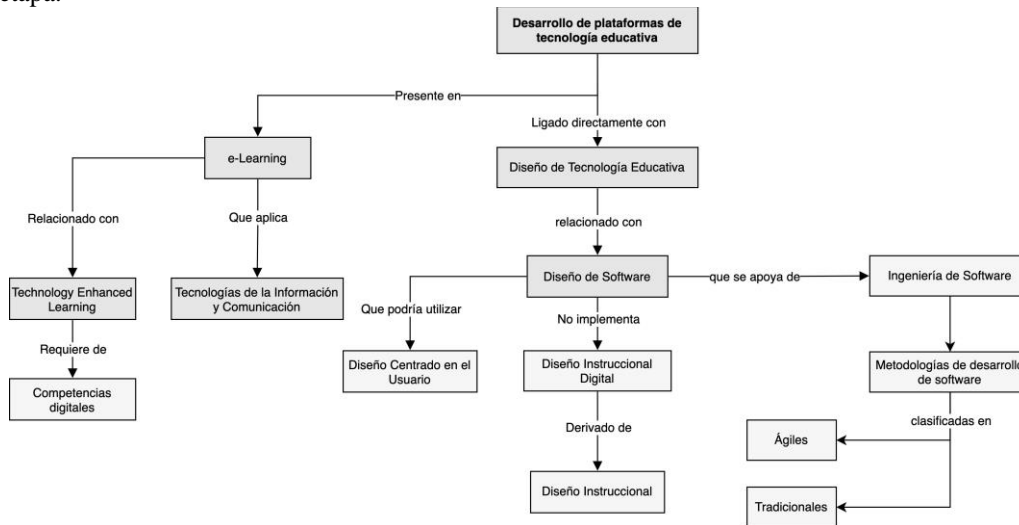 etapa.
Desarrollo de plataformas de
tecnología educativa
Presente en
Ligado directamente con
e-Learning
Diseño de Tecnología Educativa
Relacionado con
Que aplica
relacionado con
Technology Enhanced
Learning
Tecnologías de la Información
y Comunicación
Diseño de Software
que se apoya de
Ingeniería de Software
Que podría utilizar
No implementa
Requiere de
Diseño Centrado en el
Usuario
Diseño Instruccional
Digital
Metodologías de desarrollo
de software
Competencias
digitales
clasificadas en
Derivado de
Ágiles
Diseño Instruccional
Tradicionales